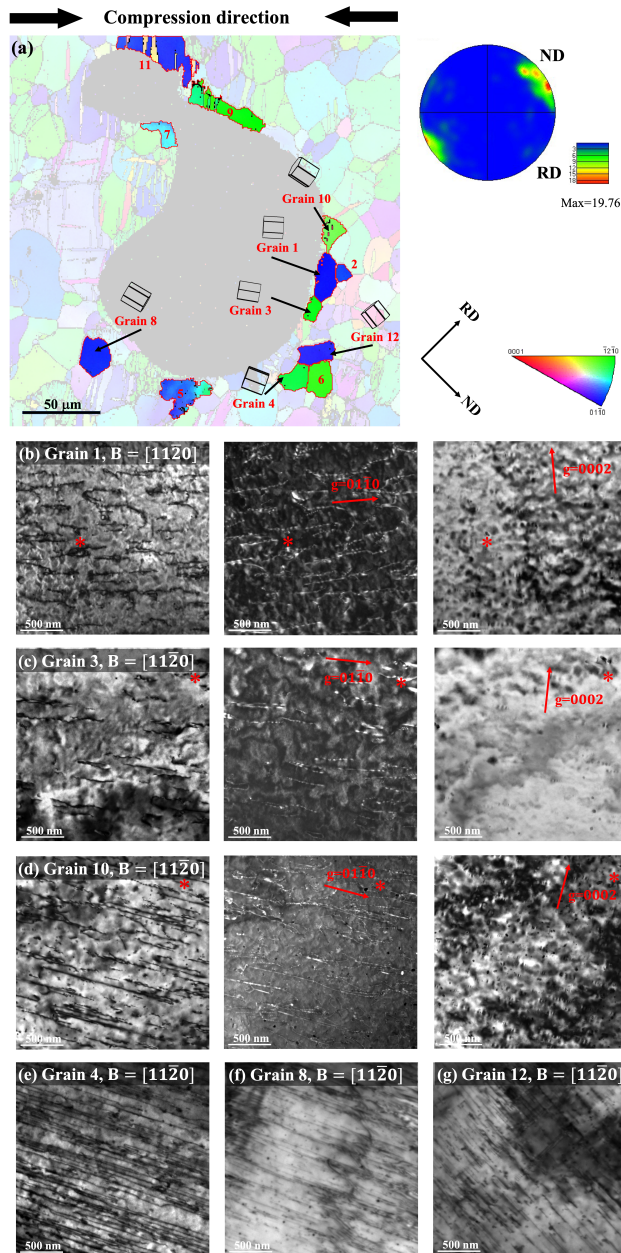 Compression direction
(a)
11
9
7
Grain 10
Grain 1
2
Grain 3
Grain 8
Grain 12
6
Grain 4
50 μm
ND
RD
Max=19.76
RD
ND
0001
1̅21̅0
011̅0
(b) Grain 1, B = [112̅0]
g=011̅0
g=0002
*
*
*
500 nm
500 nm
500 nm
(c) Grain 3, B = [112̅0]
g=011̅0
g=0002
*
*
*
500 nm
500 nm
500 nm
(d) Grain 10, B = [112̅0]
g=011̅0
g=0002
*
*
*
500 nm
500 nm
500 nm
(e) Grain 4, B = [112̅0]
(f) Grain 8, B = [112̅0]
(g) Grain 12, B = [112̅0]
500 nm
500 nm
500 nm